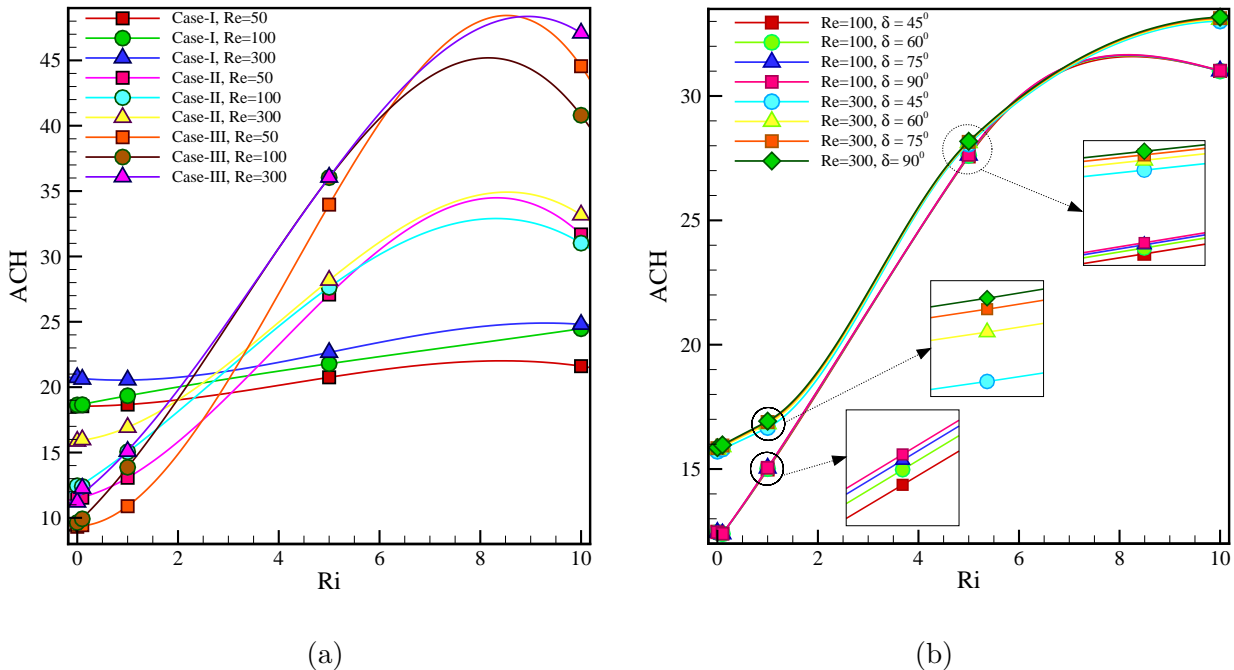 Case-I, Re=50
Case-I, Re=100
Case-I, Re=300
Case-II, Re=50
Case-II, Re=100
Case-II, Re=300
Case-III, Re=50
Case-III, Re=100
Case-III, Re=300
45
40
35
30
25
20
15
10
ACH
0
2
4
6
8
10
Ri
(a)
Re=100, δ = 45⁰
Re=100, δ = 60⁰
Re=100, δ = 75⁰
Re=100, δ = 90⁰
Re=300, δ = 45⁰
Re=300, δ = 60⁰
Re=300, δ = 75⁰
Re=300, δ= 90⁰
33
30
25
20
15
ACH
0
2
4
6
8
10
Ri
(b)